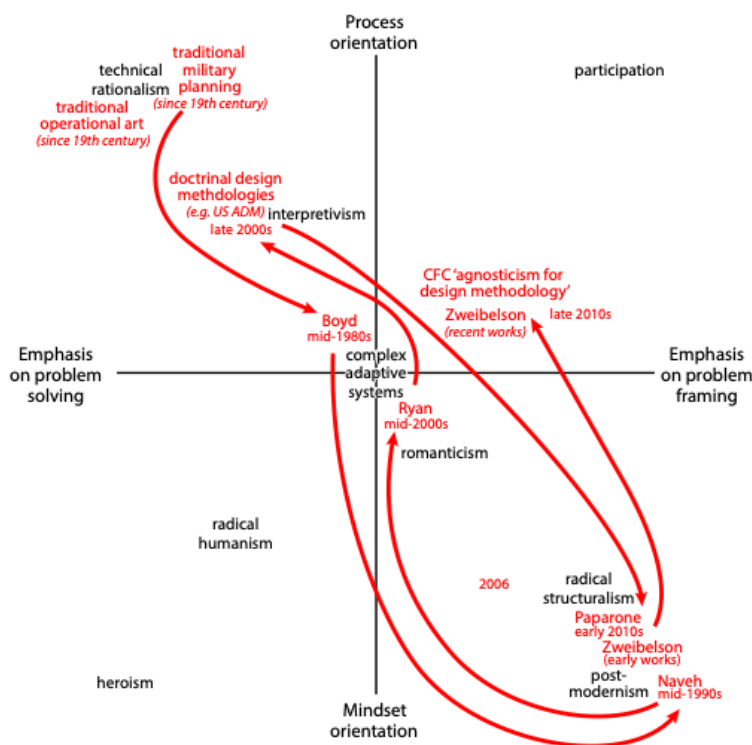 Process
orientation
technical
rationalism
traditional
military
planning
(since 19th century)
traditional
operational art
(since 19th century)
participation
doctrinal design
methdologies
(e.g. US ADM)
late 2000s
interpretivism
CFC 'agnosticism for
design methodology'
Zweibelson
(recent works)
late 2010s
Boyd
mid-1980s
Emphasis
on problem
solving
complex
adaptive
systems
Emphasis
on problem
framing
Ryan
mid-2000s
romanticism
radical
humanism
2006
radical
structuralism
Paparone
early 2010s
Zweibelson
(early works)
post-
modernism
Naveh
mid-1990s
heroism
Mindset
orientation